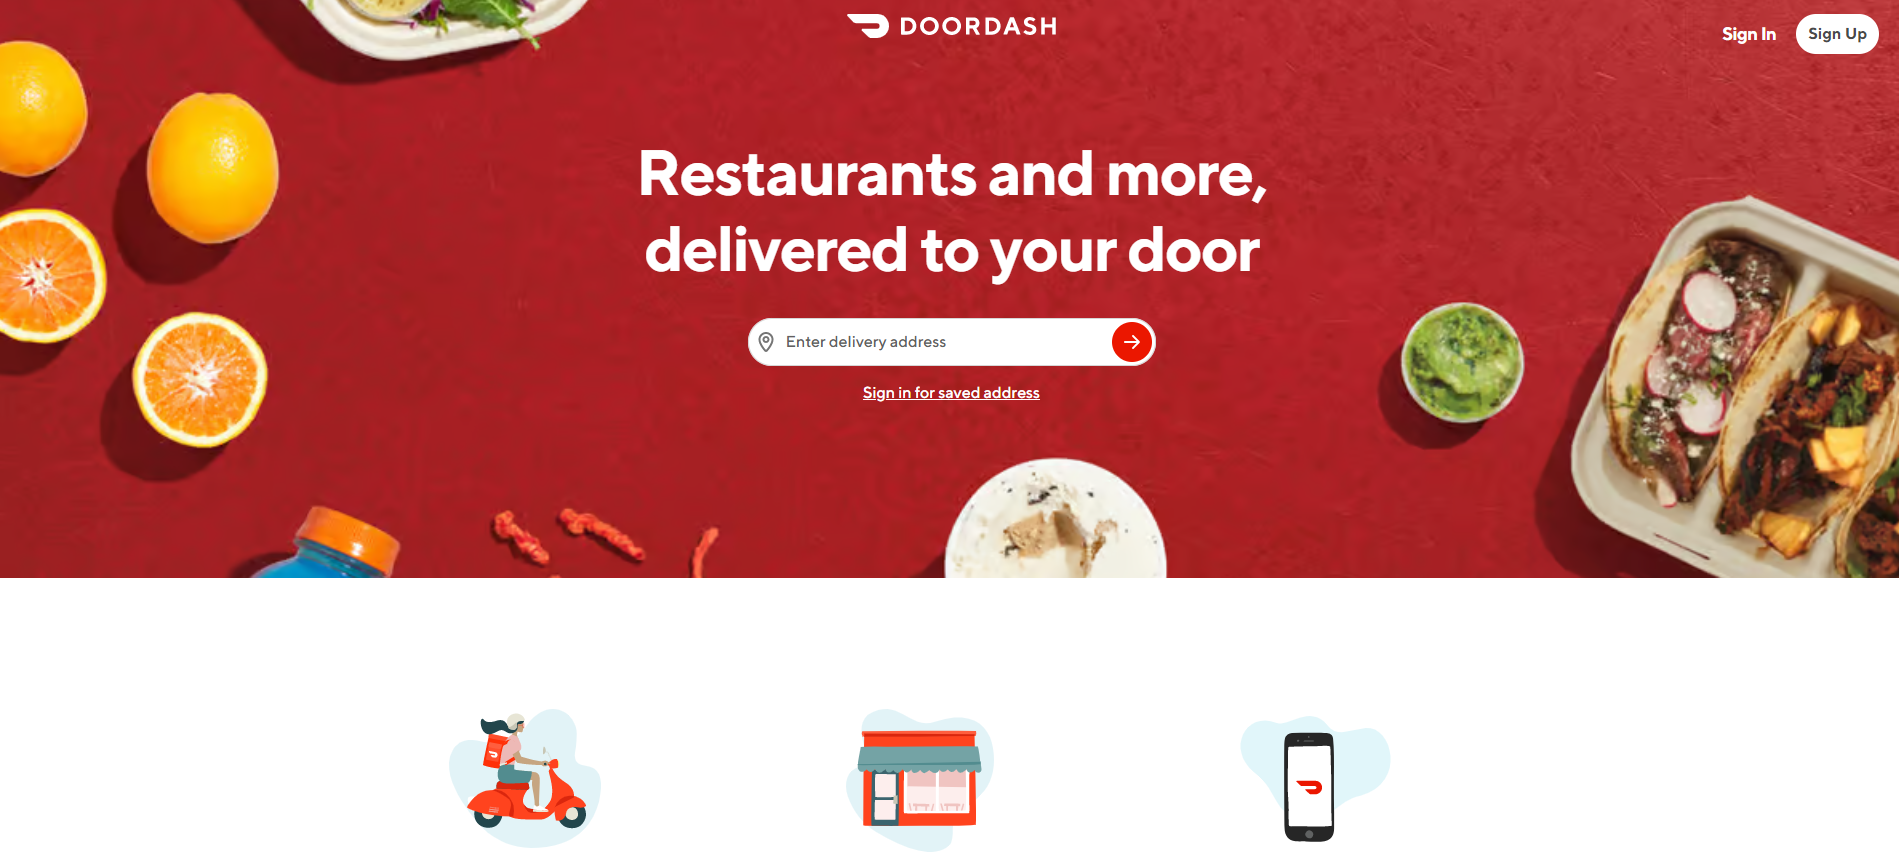 DOORDASH
Sign In
Sign Up
Restaurants and more,
delivered to your door
Enter delivery address
Sign in for saved address